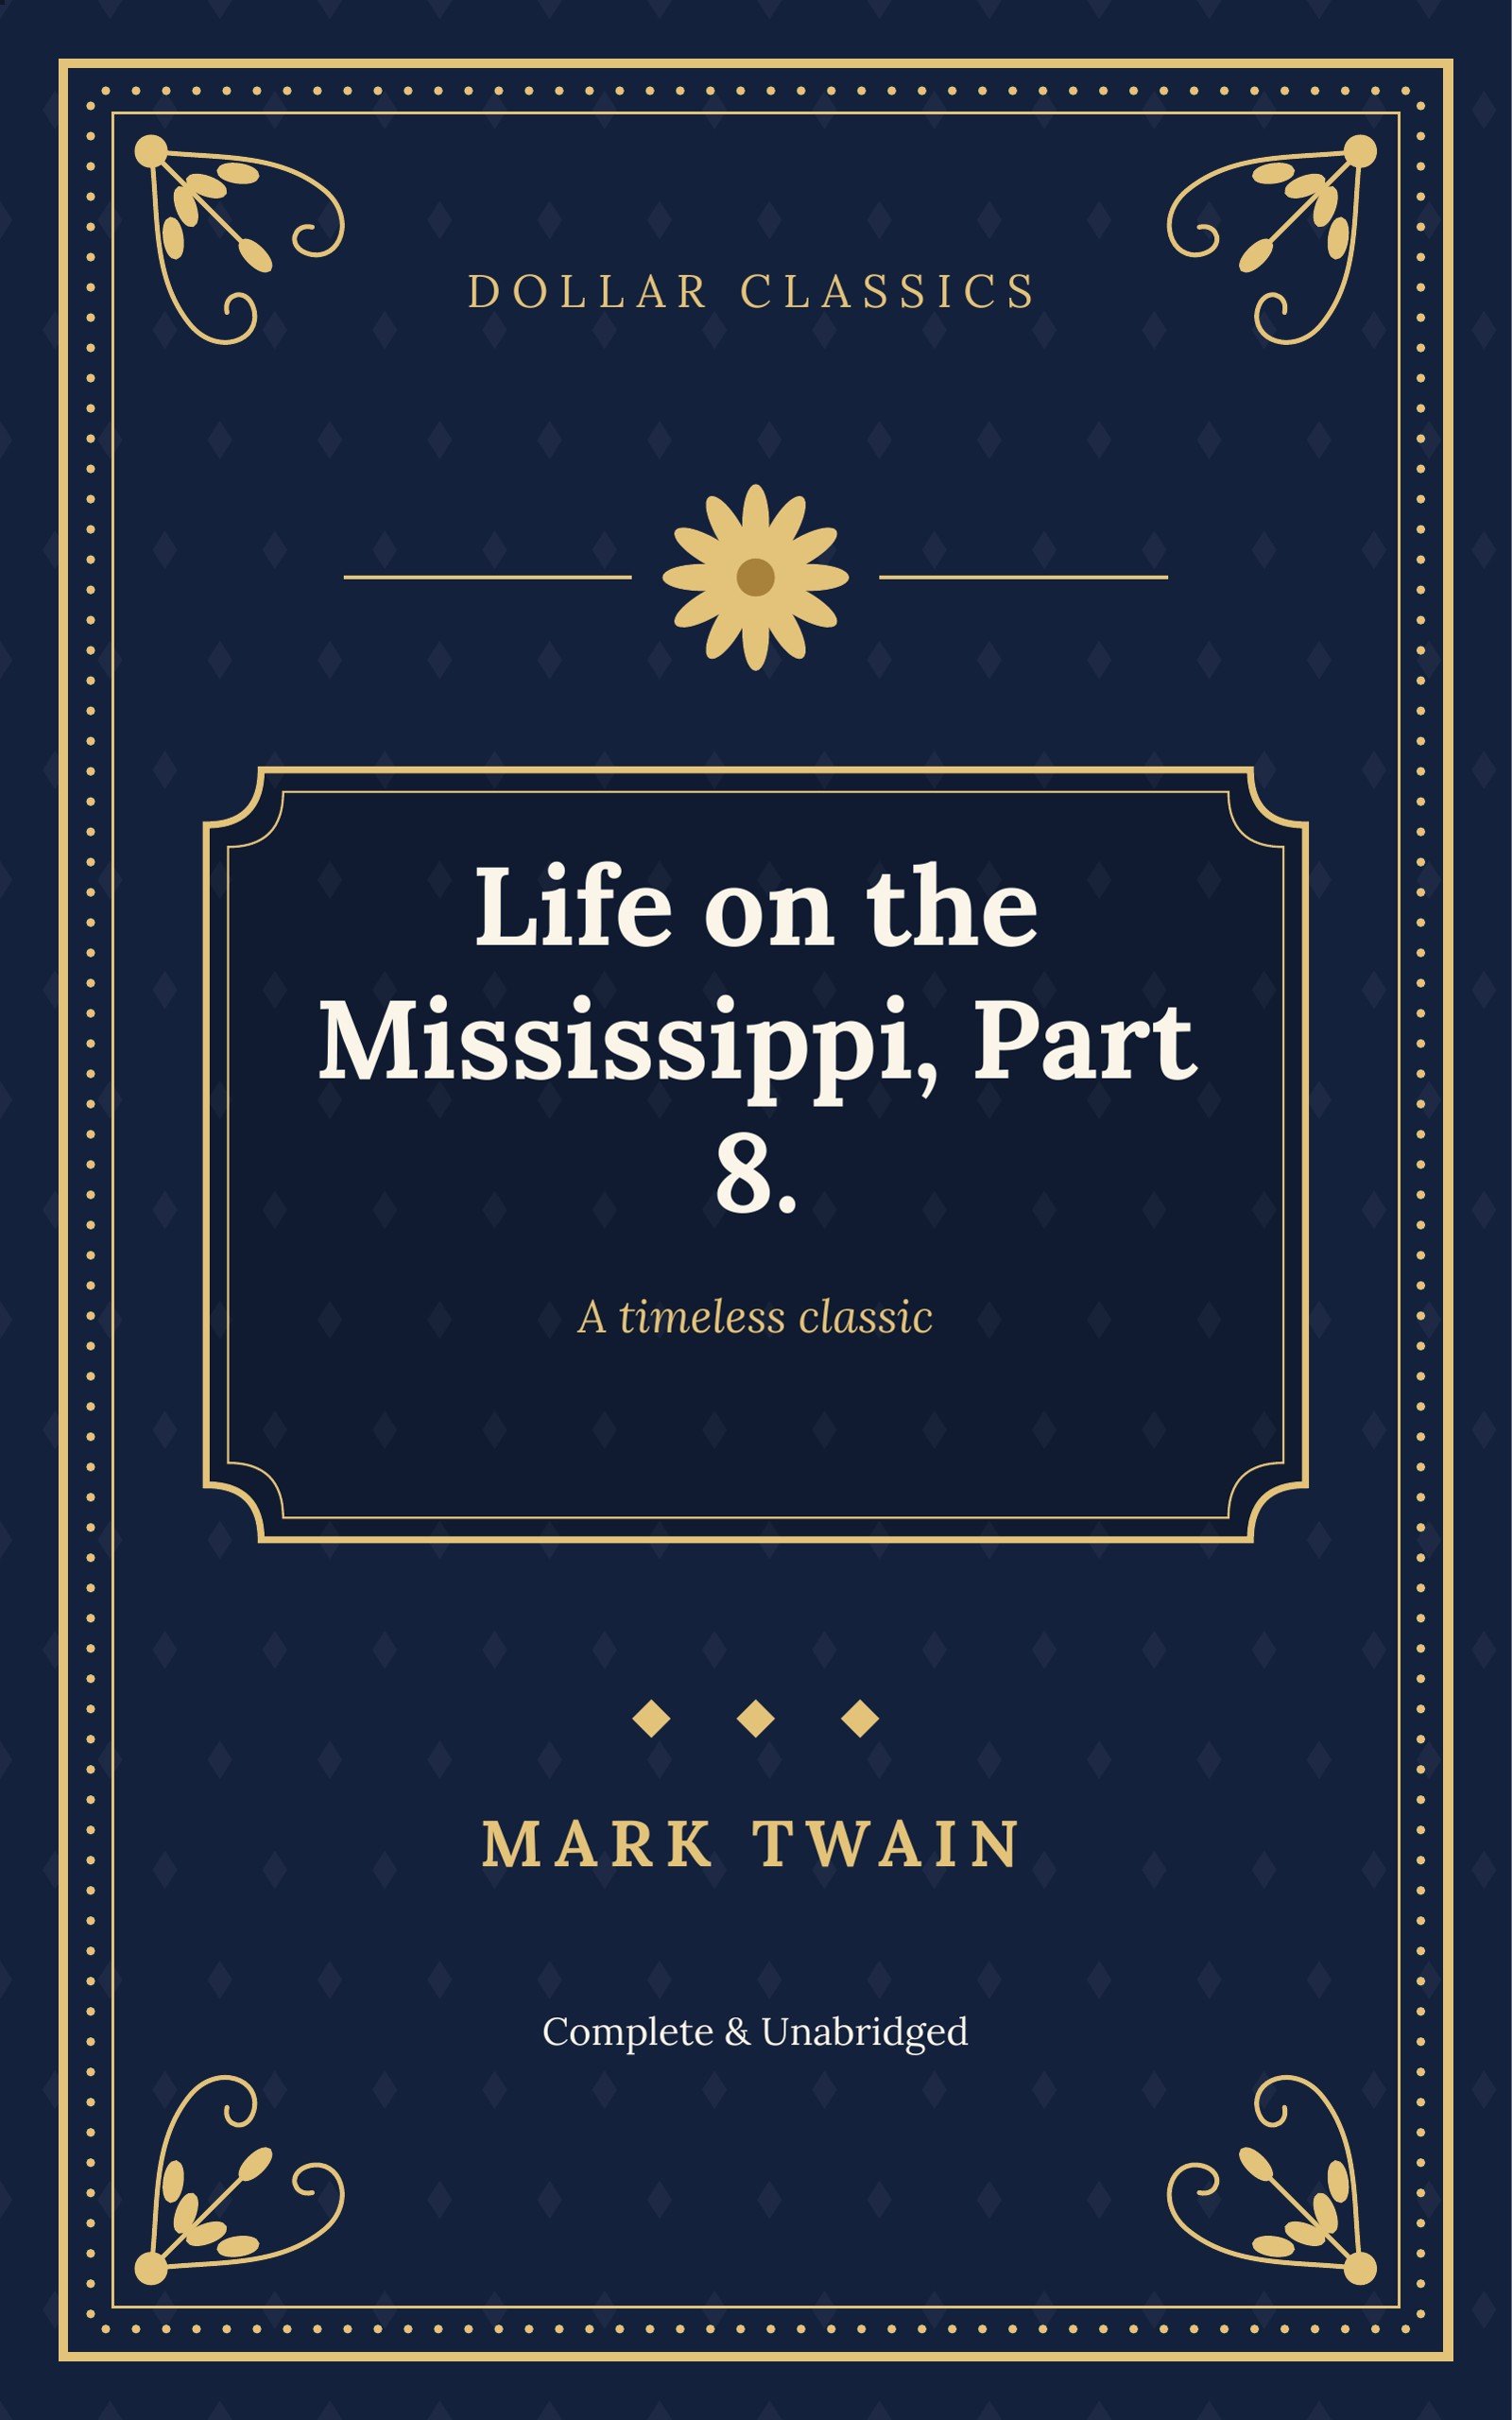 DOLLAR CLASSICS
Life on the
Mississippi, Part
8.
A timeless classic
MARK TWAIN
Complete & Unabridged